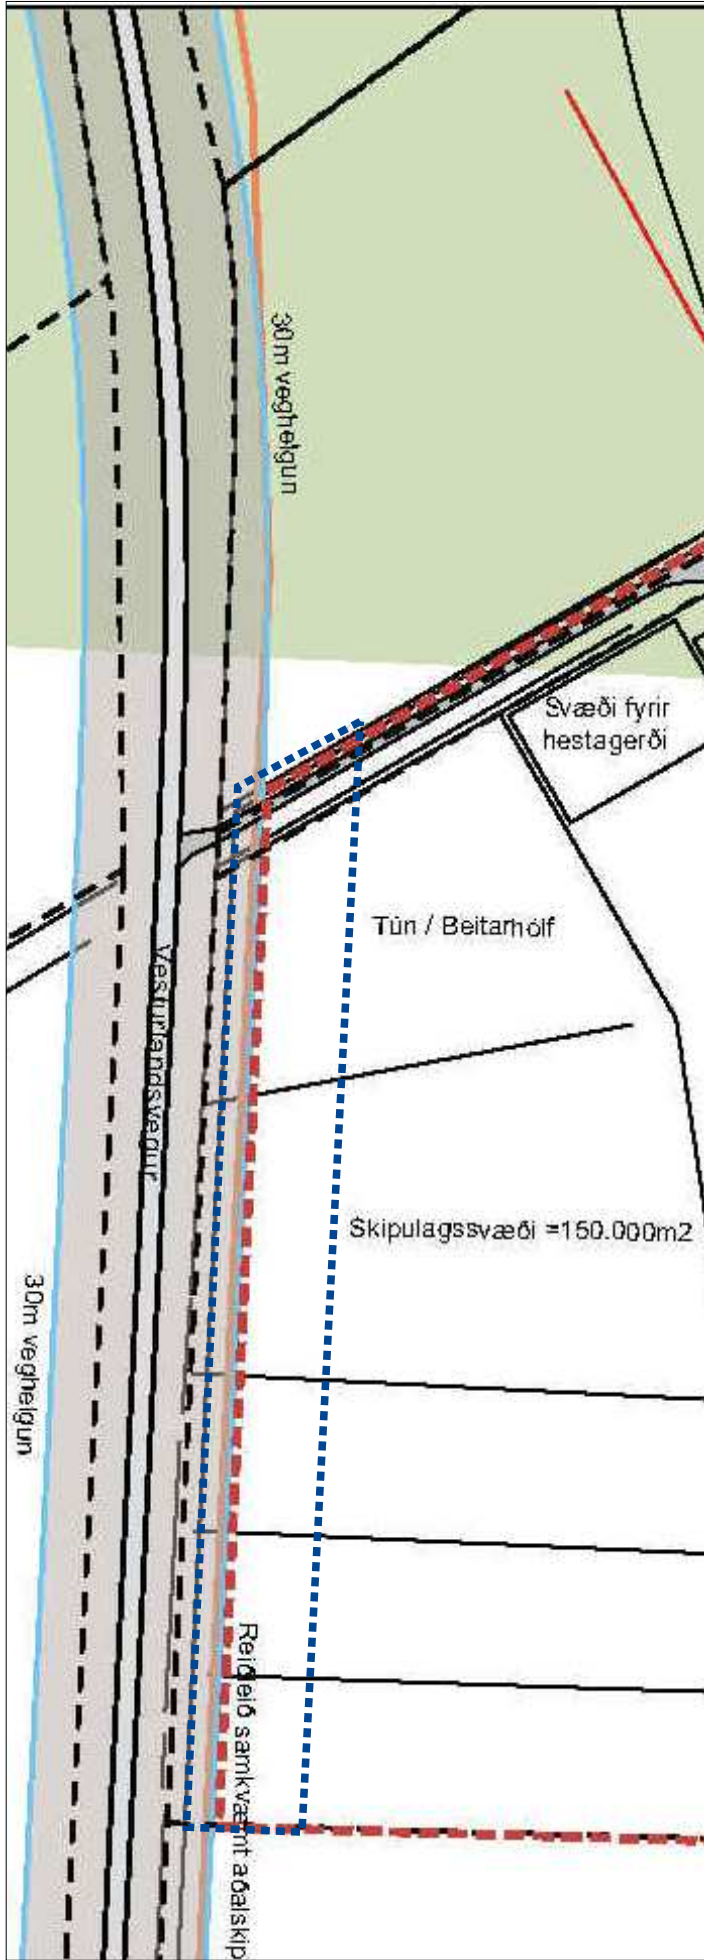 30m veghelgun
Svæði fyrir
hestagerði
Tún / Beitarhólf
Vesturlandsvegur
Skipulagssvæði =150.000m2
30m veghelgun
Reiðleið samkvæmt aðalskip